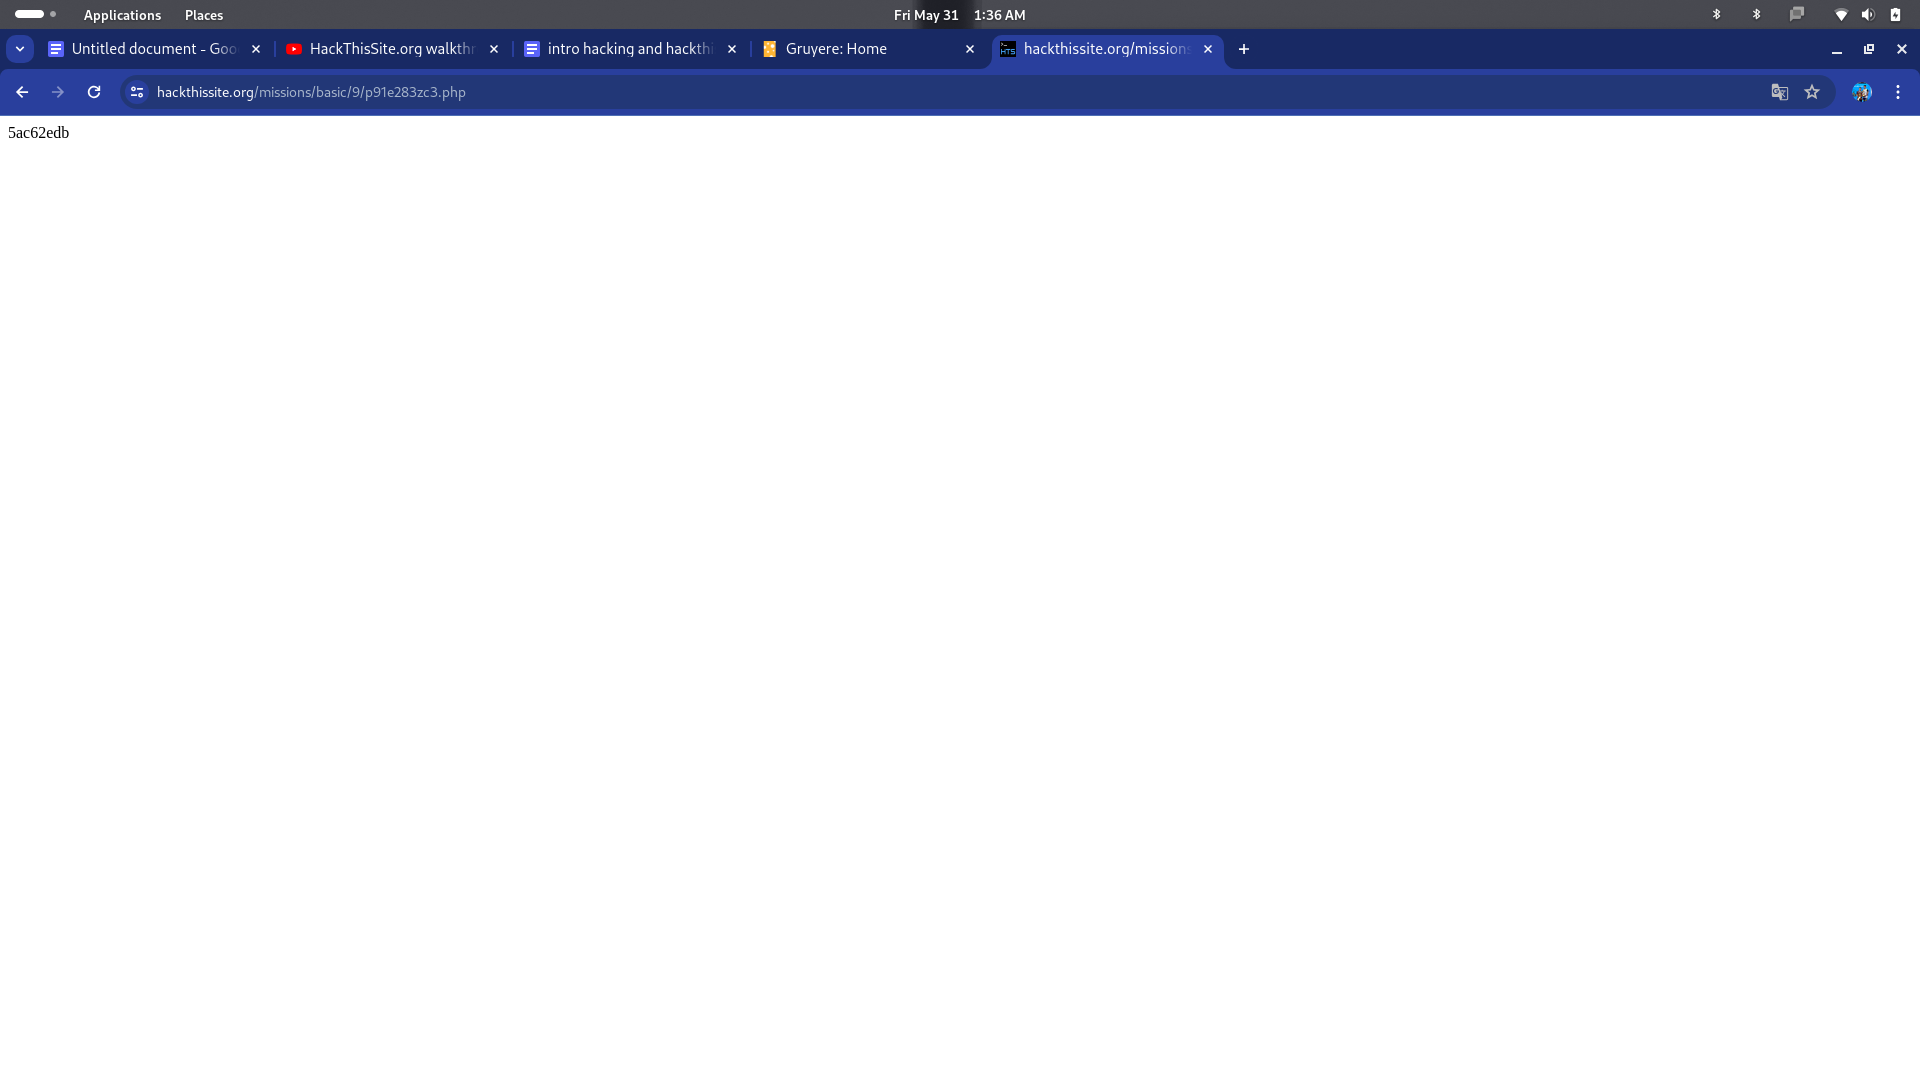 Applications Places Fri May 31 1:36 AM
Untitled document - Goo HackThisSite.org walkthr intro hacking and hackthi Gruyere: Home hackthissite.org/missions
hackthissite.org/missions/basic/9/p91e283zc3.php
5ac62edb